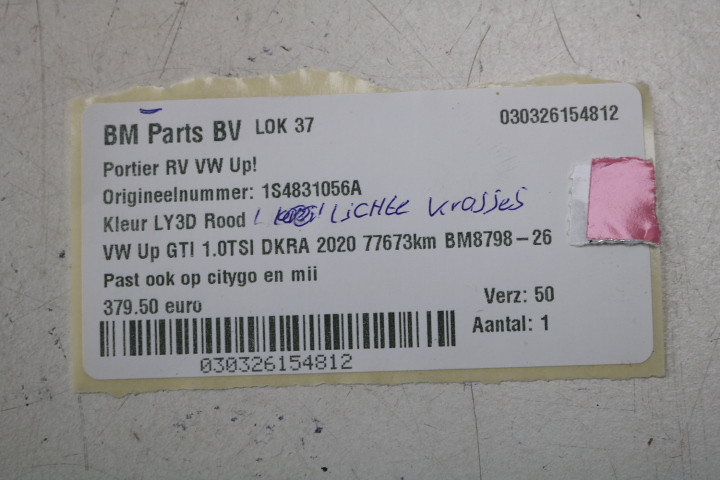 BM Parts BV LOK 37 030326154812
Portier RV VW Up!
Origineelnummer: 1S4831056A
Kleur LY3D Rood LiCHte krassjes
VW Up GTI 1.0TSI DKRA 2020 77673km BM8798-26
Past ook op citygo en mii
379.50 euro Verz: 50
Aantal: 1
030326154812